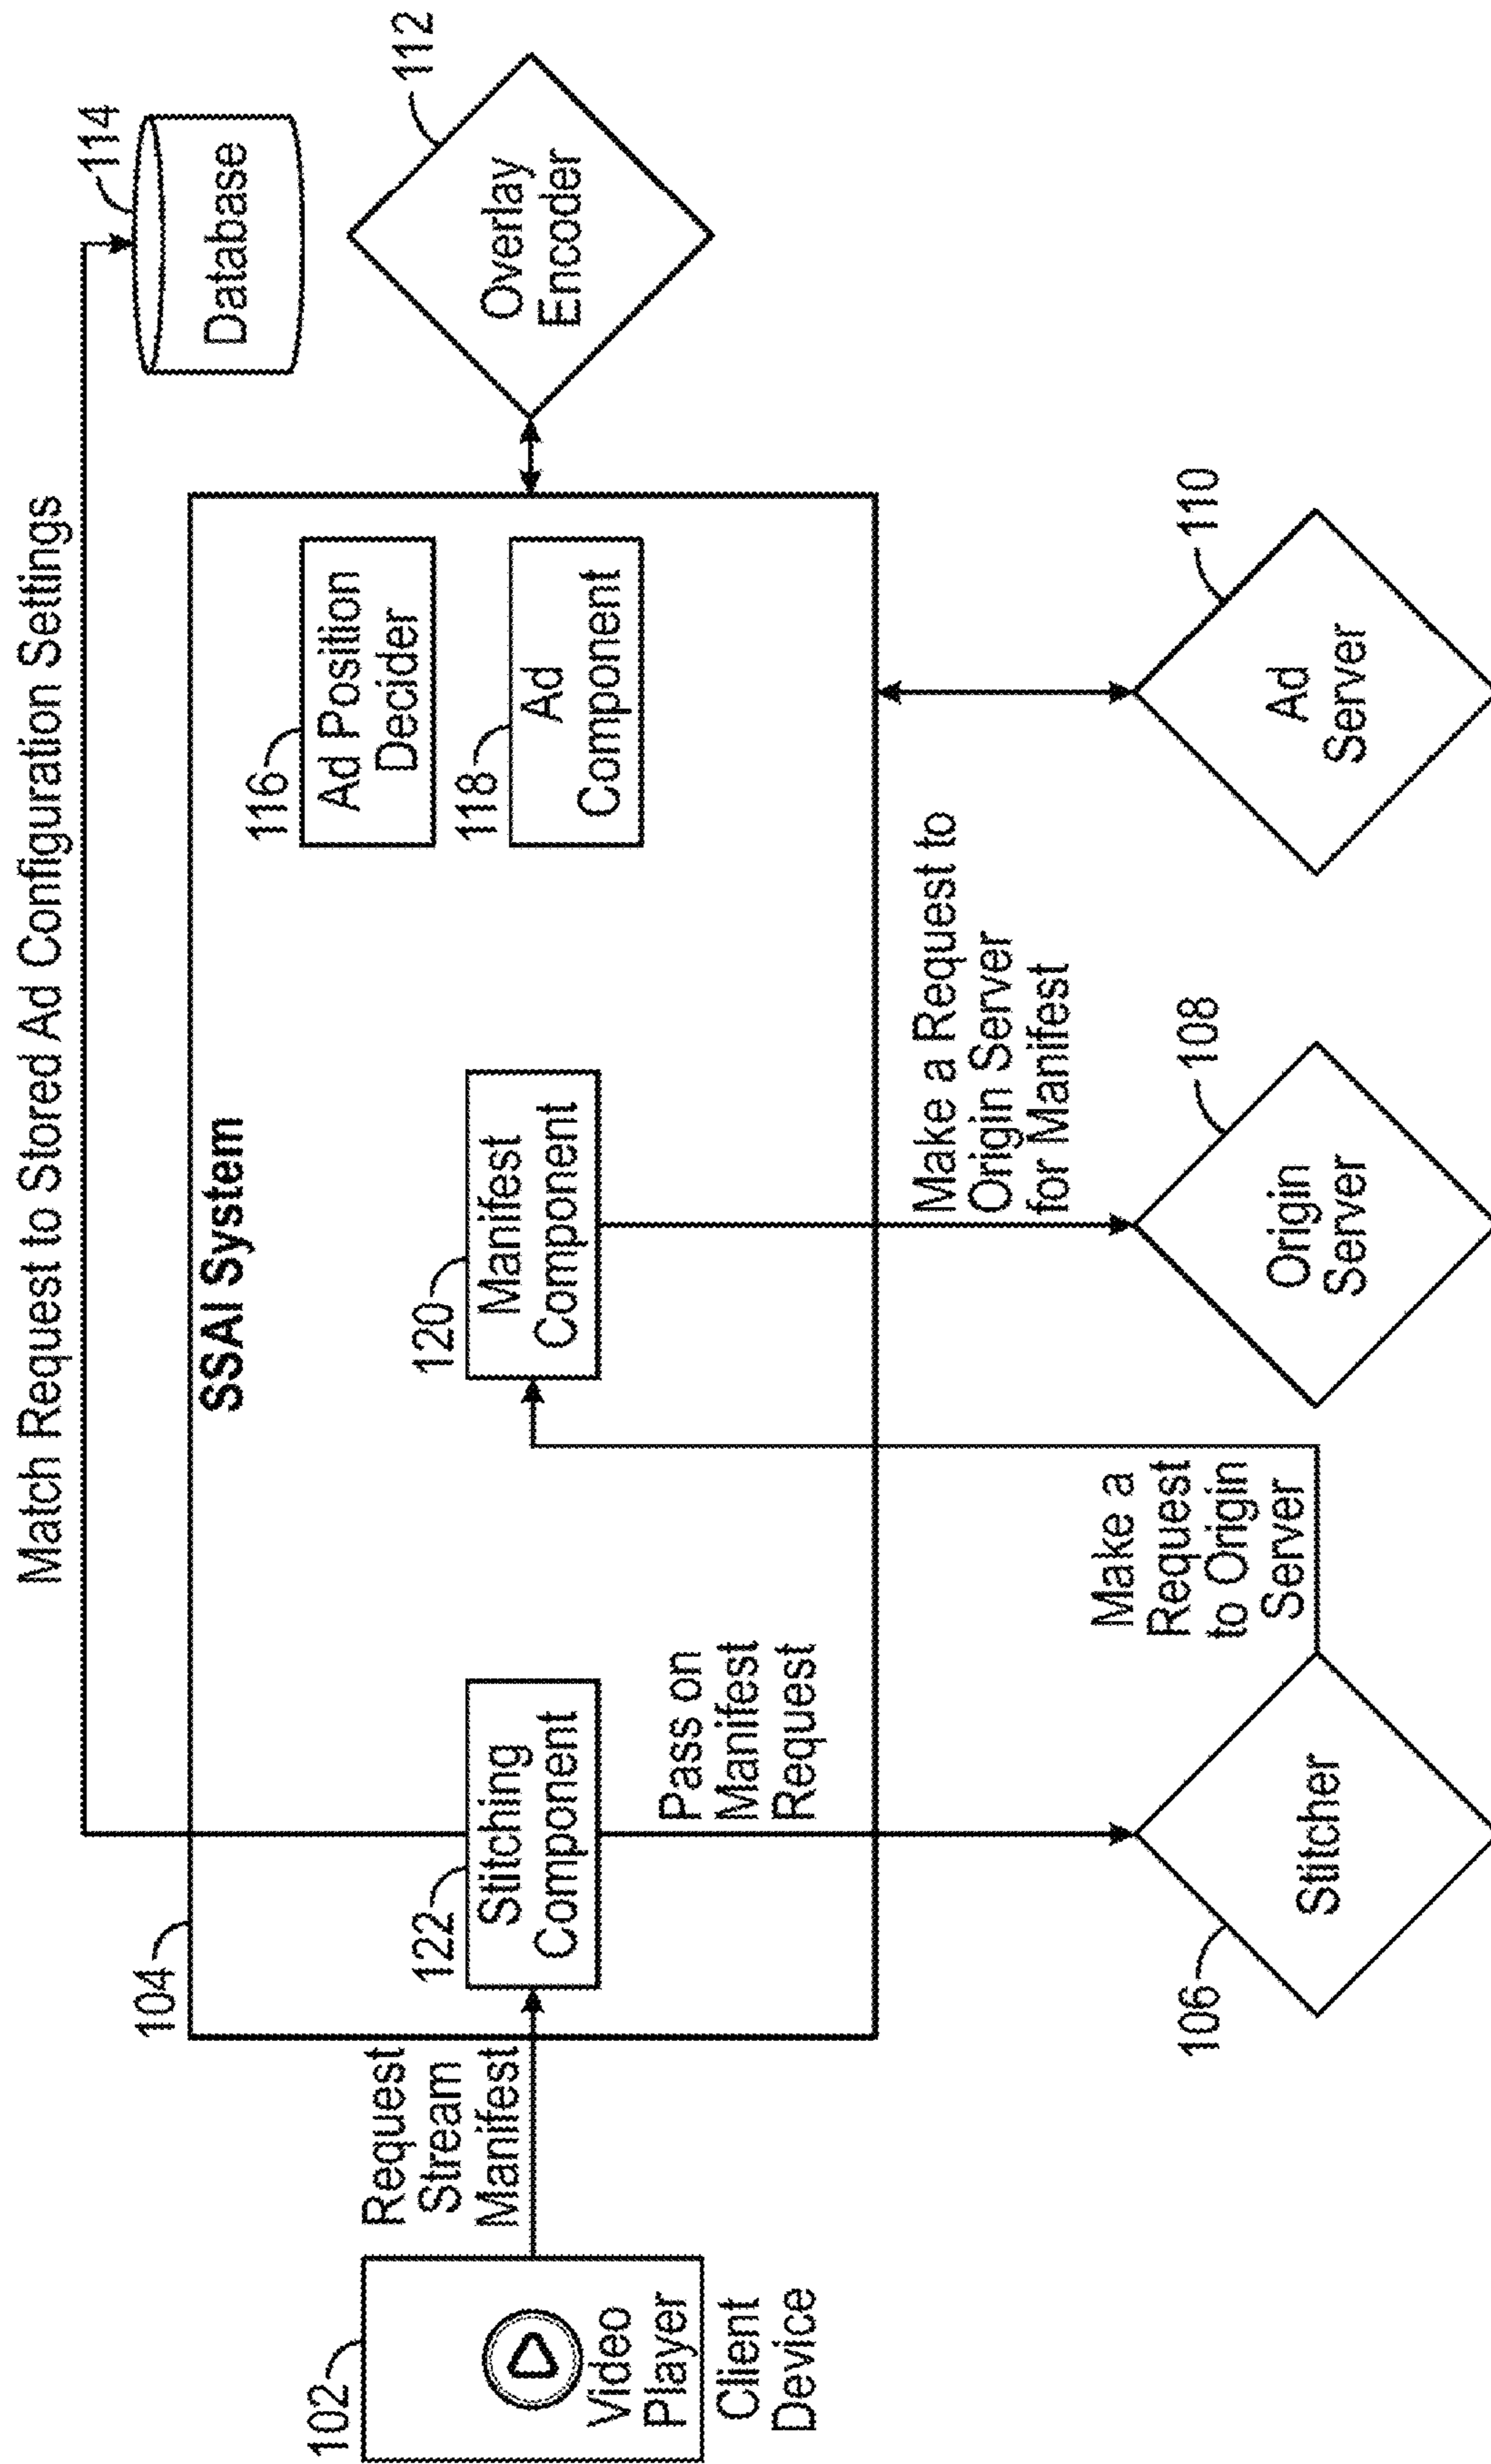 Match Request to Stored Ad Configuration Settings
114
Database
104
SSAI System
112
Overlay
Encoder
116
Ad Position
Decider
118
Ad
Component
102
Video
Player
Client
Device
Request
Stream
Manifest
122
Stitching
Component
120
Manifest
Component
Pass on
Manifest
Request
Make a Request to
Origin Server
for Manifest
Make a
Request
to Origin
Server
106
Stitcher
108
Origin
Server
110
Ad
Server